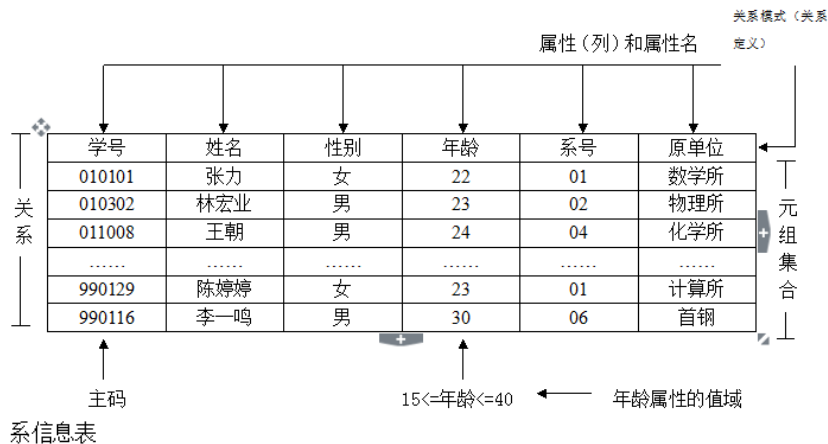 关系模式（关系
定义）
属性(列)和属性名
学号 姓名 性别 年龄 系号 原单位
010101 张力 女 22 01 数学所
010302 林宏业 男 23 02 物理所
011008 王朝 男 24 04 化学所
…… …… …… …… …… ……
990129 陈婷婷 女 23 01 计算所
990116 李一鸣 男 30 06 首钢
关系
元组集合
主码 15<=年龄<=40 年龄属性的值域
系信息表